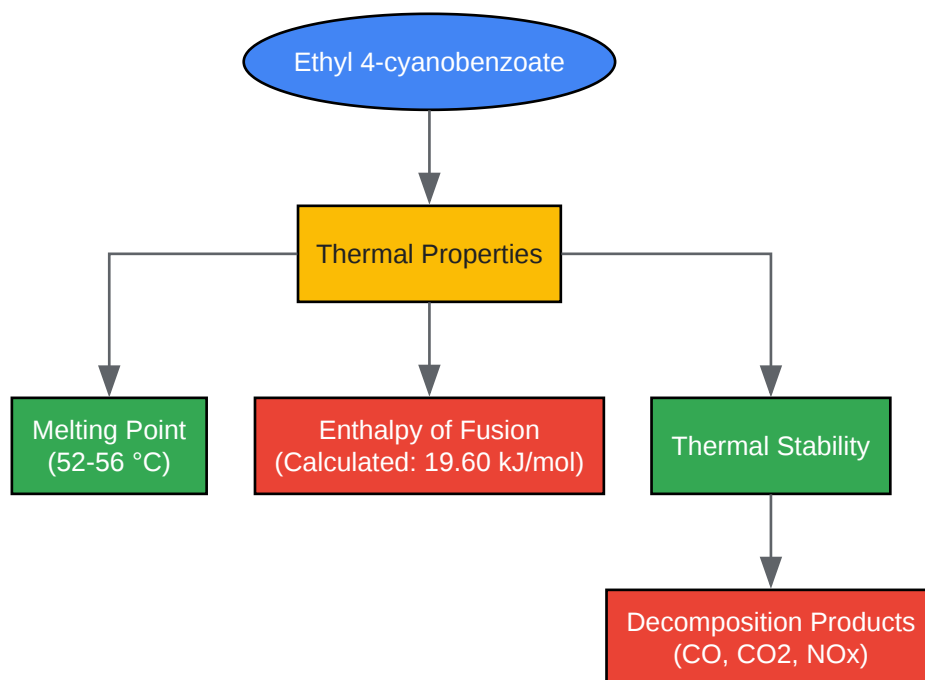 Ethyl 4-cyanobenzoate
Thermal Properties
Melting Point
(52-56 °C)
Enthalpy of Fusion
(Calculated: 19.60 kJ/mol)
Thermal Stability
Decomposition Products
(CO, CO2, NOx)